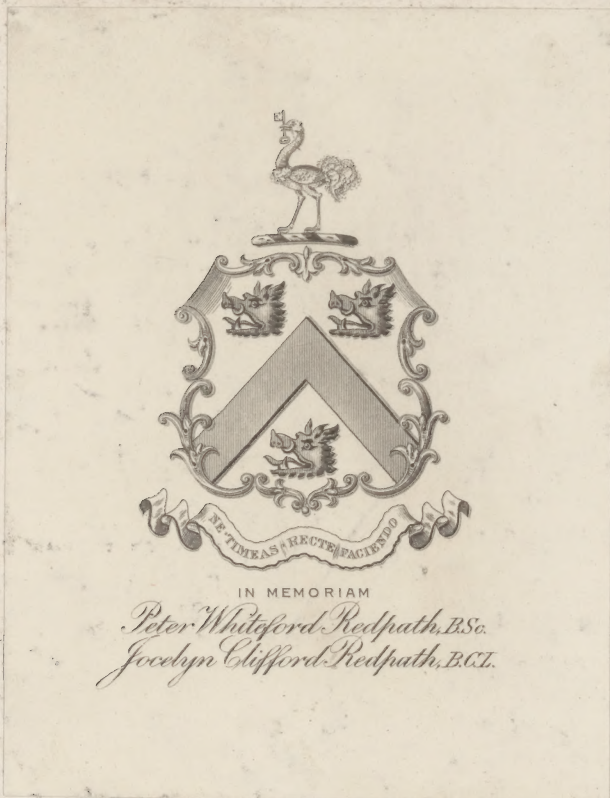 NE TIMEAS RECTE FACIENDO
IN MEMORIAM
Peter Whiteford Redpath, B.Sc.
Jocelyn Clifford Redpath, B.C.L.